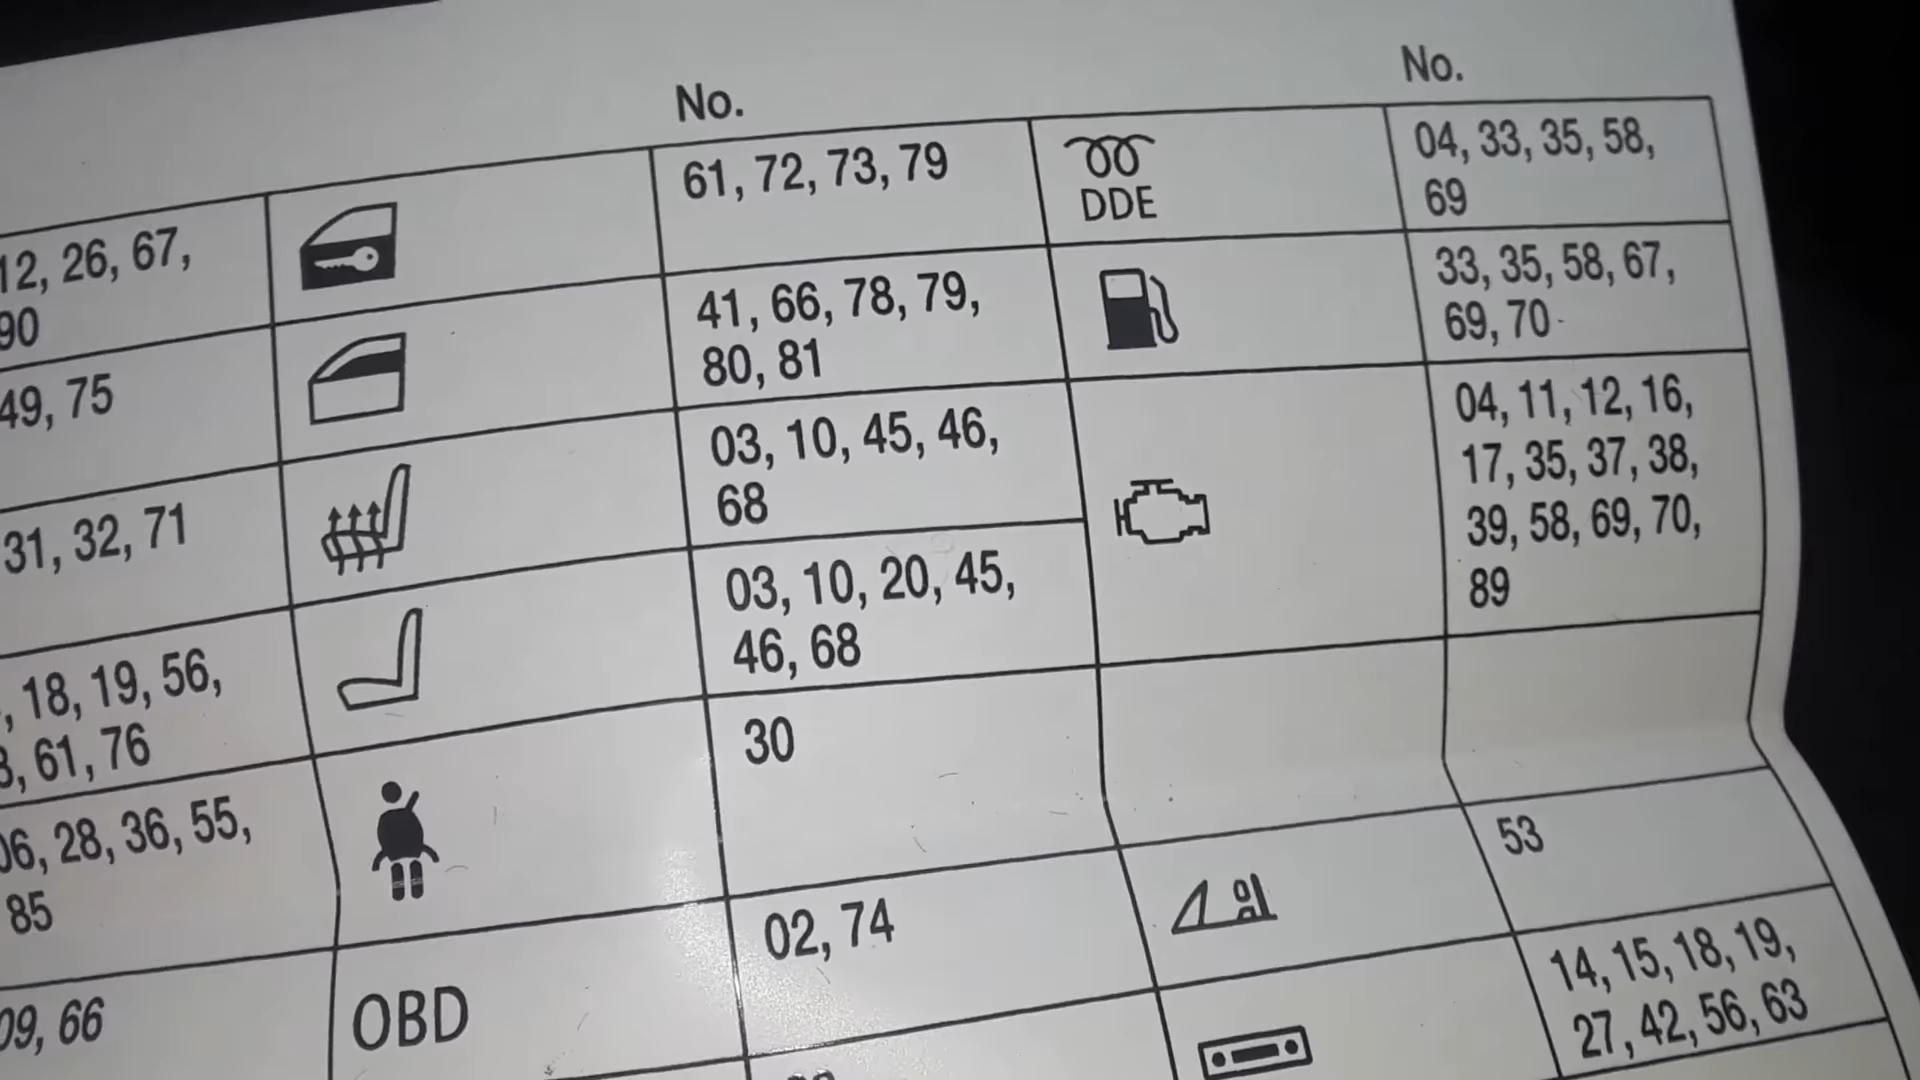 No.
No.
61, 72, 73, 79
DDE
04, 33, 35, 58,
69
12, 26, 67,
90
41, 66, 78, 79,
80, 81
33, 35, 58, 67,
69, 70
49, 75
03, 10, 45, 46,
68
04, 11, 12, 16,
17, 35, 37, 38,
39, 58, 69, 70,
89
31, 32, 71
03, 10, 20, 45,
46, 68
, 18, 19, 56,
, 61, 76
30
06, 28, 36, 55,
85
53
09, 66
OBD
02, 74
14, 15, 18, 19,
27, 42, 56, 63